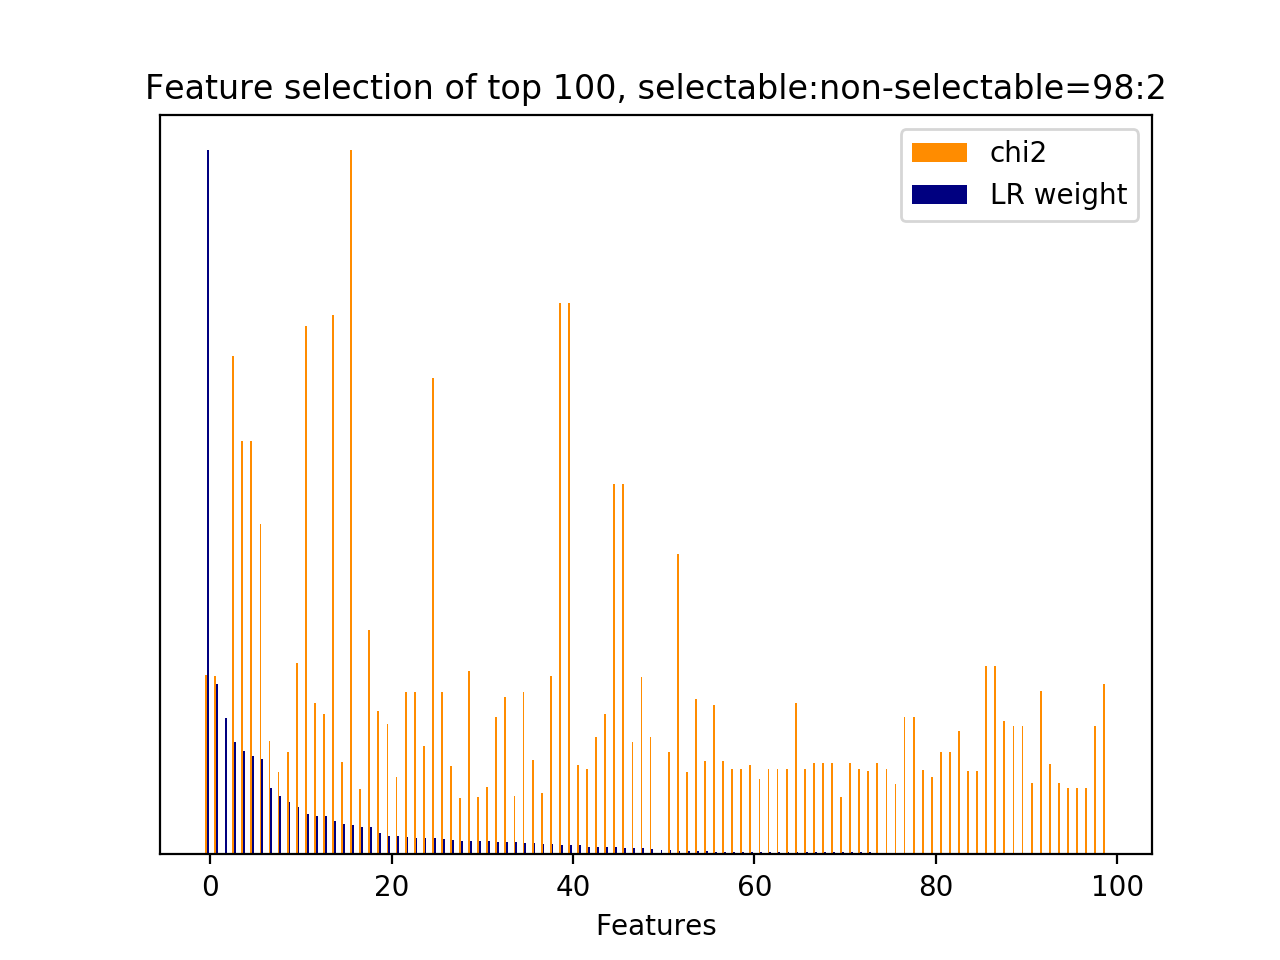 Feature selection of top 100, selectable:non-selectable=98:2
chi2
LR weight
0 20 40 60 80 100
Features